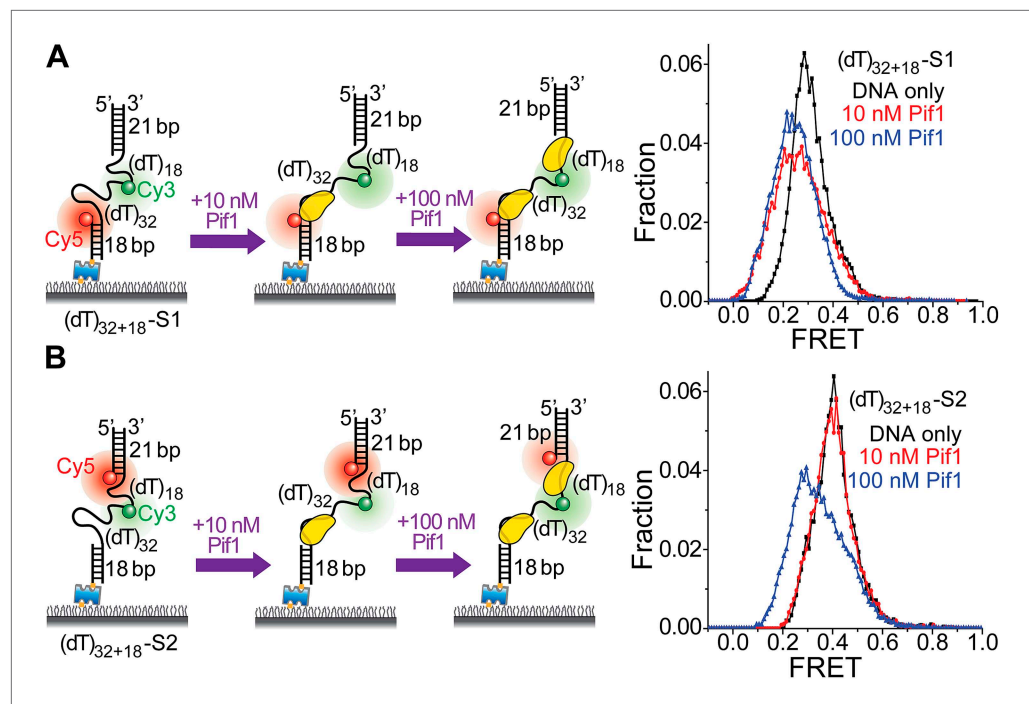 A
5’ 3’
21 bp
(dT)18
Cy3
(dT)32
Cy5
18 bp
(dT)32+18-S1
+10 nM
Pif1
5’ 3’
21 bp
(dT)18
(dT)32
18 bp
+100 nM
Pif1
5’ 3’
21 bp
(dT)18
(dT)32
18 bp
(dT)32+18-S1
DNA only
10 nM Pif1
100 nM Pif1
Fraction
0.06
0.04
0.02
0.00
0.0 0.2 0.4 0.6 0.8 1.0
FRET
B
5’ 3’
21 bp
Cy5
(dT)18
Cy3
(dT)32
18 bp
(dT)32+18-S2
+10 nM
Pif1
5’ 3’
21 bp
(dT)18
(dT)32
18 bp
+100 nM
Pif1
5’ 3’
21 bp
(dT)18
(dT)32
18 bp
(dT)32+18-S2
DNA only
10 nM Pif1
100 nM Pif1
Fraction
0.06
0.04
0.02
0.00
0.0 0.2 0.4 0.6 0.8 1.0
FRET